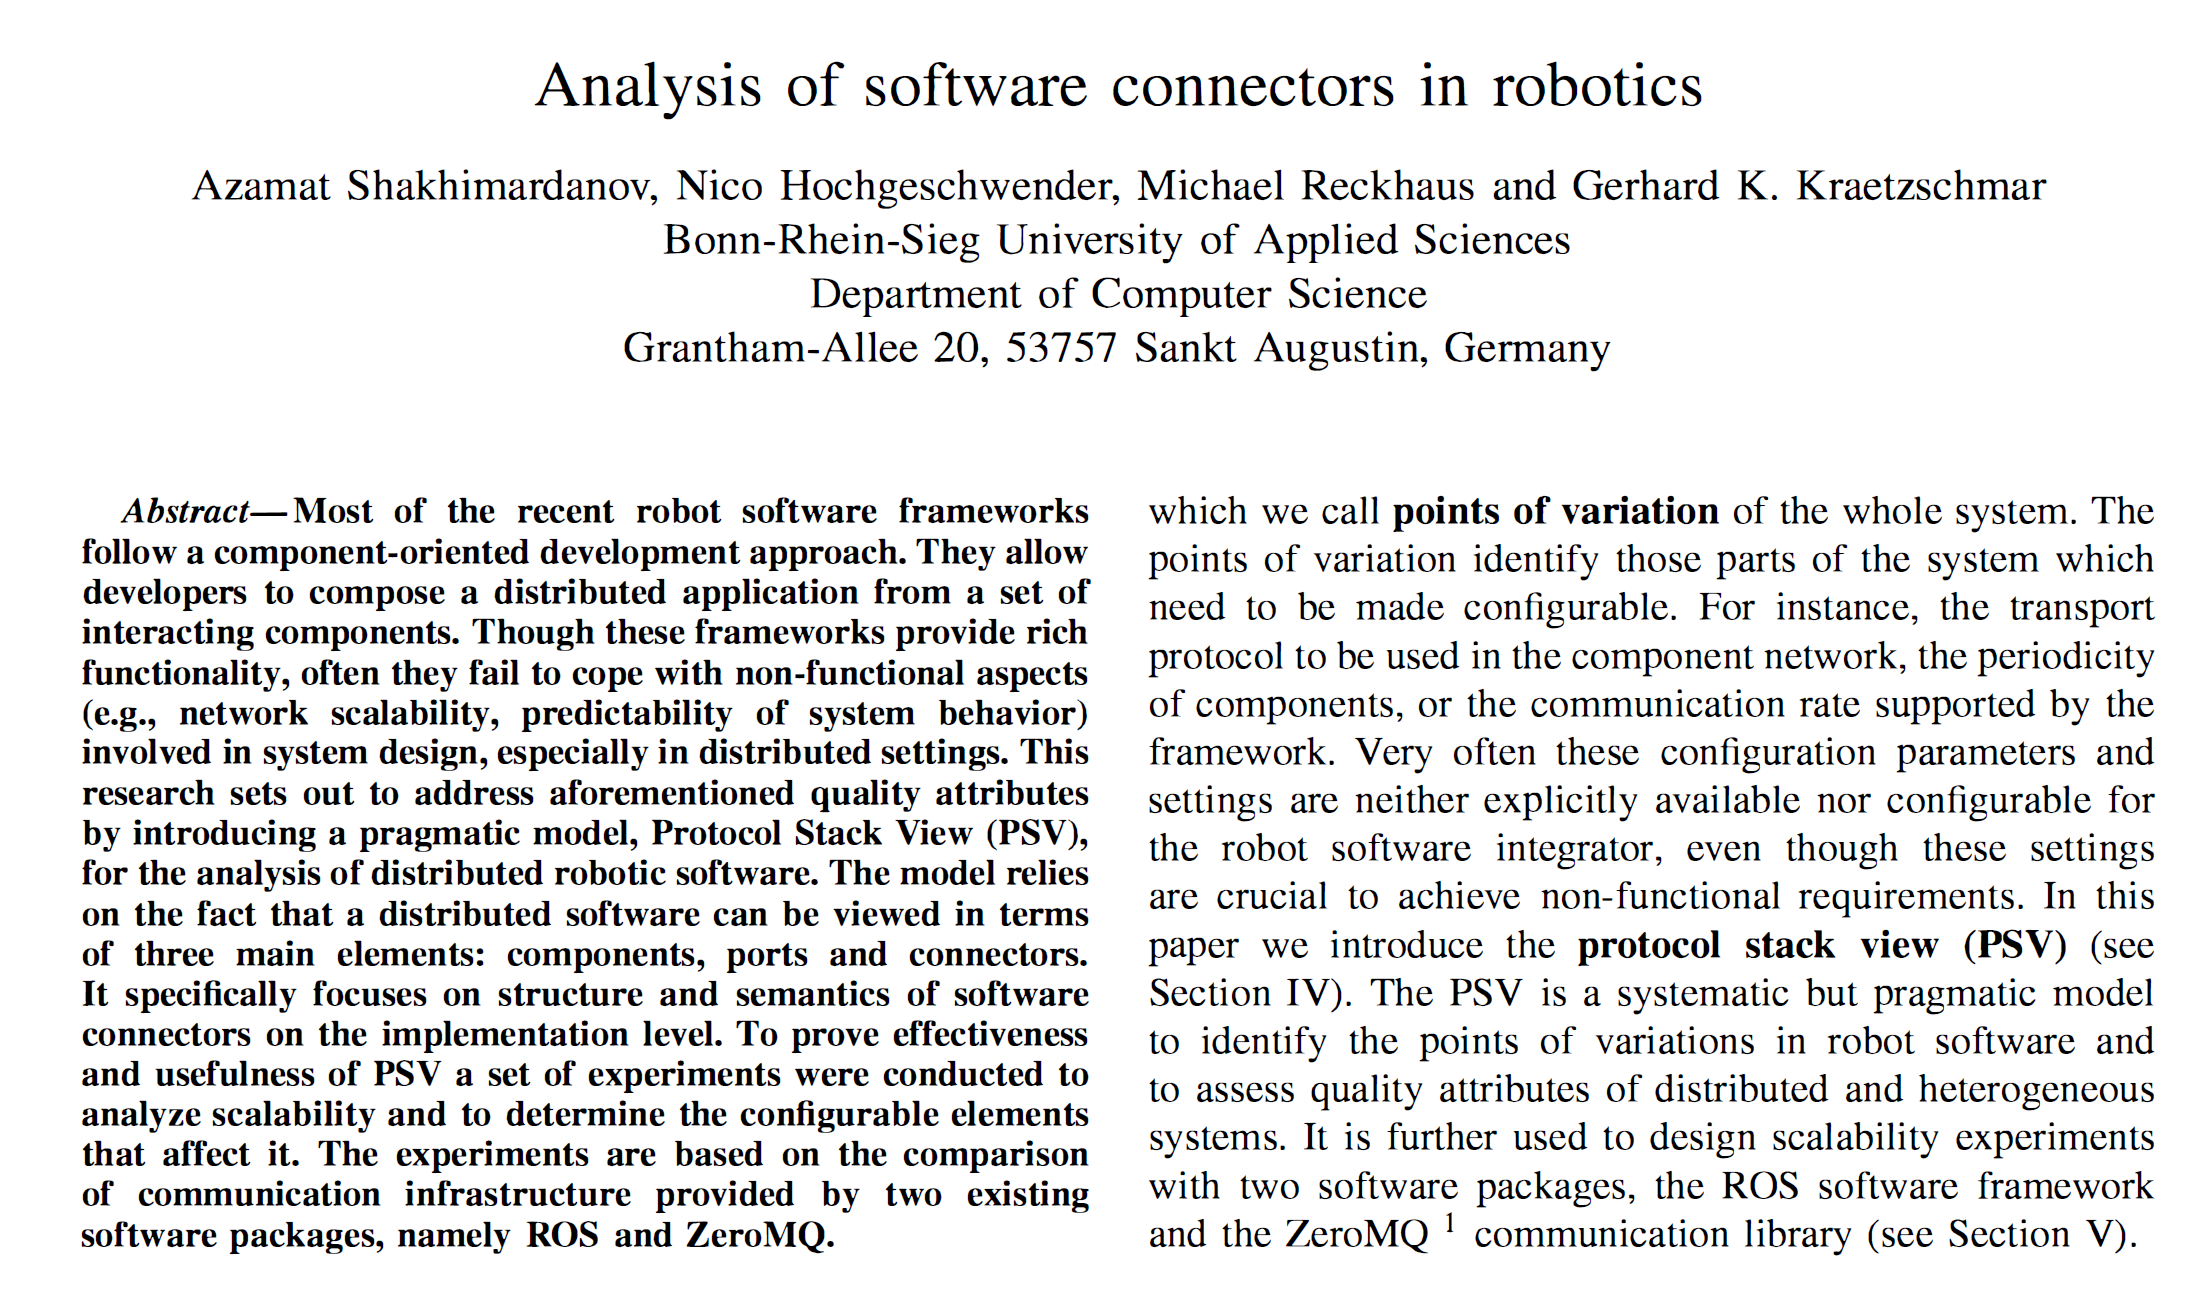 Analysis of software connectors in robotics
Azamat Shakhimardanov, Nico Hochgeschwender, Michael Reckhaus and Gerhard K. Kraetzschmar
Bonn-Rhein-Sieg University of Applied Sciences
Department of Computer Science
Grantham-Allee 20, 53757 Sankt Augustin, Germany
Abstract—Most of the recent robot software frameworks
follow a component-oriented development approach. They allow
developers to compose a distributed application from a set of
interacting components. Though these frameworks provide rich
functionality, often they fail to cope with non-functional aspects
(e.g., network scalability, predictability of system behavior)
involved in system design, especially in distributed settings. This
research sets out to address aforementioned quality attributes
by introducing a pragmatic model, Protocol Stack View (PSV),
for the analysis of distributed robotic software. The model relies
on the fact that a distributed software can be viewed in terms
of three main elements: components, ports and connectors.
It specifically focuses on structure and semantics of software
connectors on the implementation level. To prove effectiveness
and usefulness of PSV a set of experiments were conducted to
analyze scalability and to determine the configurable elements
that affect it. The experiments are based on the comparison
of communication infrastructure provided by two existing
software packages, namely ROS and ZeroMQ.
which we call points of variation of the whole system. The
points of variation identify those parts of the system which
need to be made configurable. For instance, the transport
protocol to be used in the component network, the periodicity
of components, or the communication rate supported by the
framework. Very often these configuration parameters and
settings are neither explicitly available nor configurable for
the robot software integrator, even though these settings
are crucial to achieve non-functional requirements. In this
paper we introduce the protocol stack view (PSV) (see
Section IV). The PSV is a systematic but pragmatic model
to identify the points of variations in robot software and
to assess quality attributes of distributed and heterogeneous
systems. It is further used to design scalability experiments
with two software packages, the ROS software framework
and the ZeroMQ 1 communication library (see Section V).